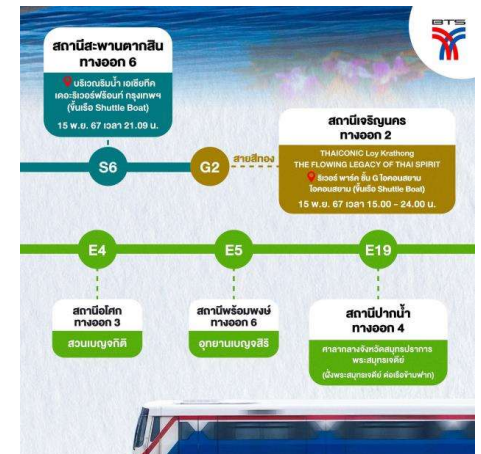 BTS
สถานีสะพานตากสิน
ทางออก 6
บริเวณริมน้ำ เอเชียทีค
เดอะริเวอร์ฟร้อนท์ กรุงเทพฯ
(ขึ้นเรือ Shuttle Boat)
15 พ.ย. 67 เวลา 21.09 น.
S6
G2
สายสีทอง
สถานีเจริญนคร
ทางออก 2
THAICONIC Loy Krathong
THE FLOWING LEGACY OF THAI SPIRIT
ริเวอร์ พาร์ค ชั้น G ไอคอนสยาม
ไอคอนสยาม (ขึ้นเรือ Shuttle Boat)
15 พ.ย. 67 เวลา 15.00 - 24.00 น.
E4
E5
E19
สถานีอโศก
ทางออก 3
สวนเบญจกิติ
สถานีพร้อมพงษ์
ทางออก 6
อุทยานเบญจสิริ
สถานีปากน้ำ
ทางออก 4
ศาลากลางจังหวัดสมุทรปราการ
พระสมุทรเจดีย์
(ฝั่งพระสมุทรเจดีย์ ต่อเรือข้ามฟาก)